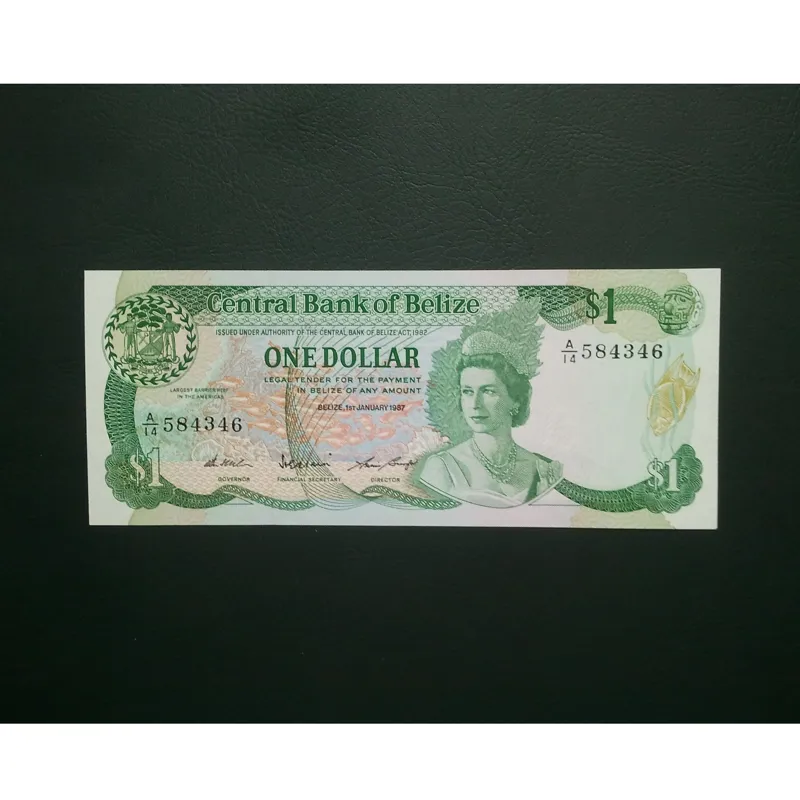 Central Bank of Belize
$1
ISSUED UNDER AUTHORITY OF THE CENTRAL BANK OF BELIZE ACT, 1982
ONE DOLLAR
A/14 584346
LEGAL TENDER FOR THE PAYMENT
IN BELIZE OF ANY AMOUNT
LARGEST BARRIER REEF
IN THE AMERICAS
BELIZE, 1ST JANUARY 1987
A/14 584346
$1
GOVERNOR
FINANCIAL SECRETARY
DIRECTOR
$1